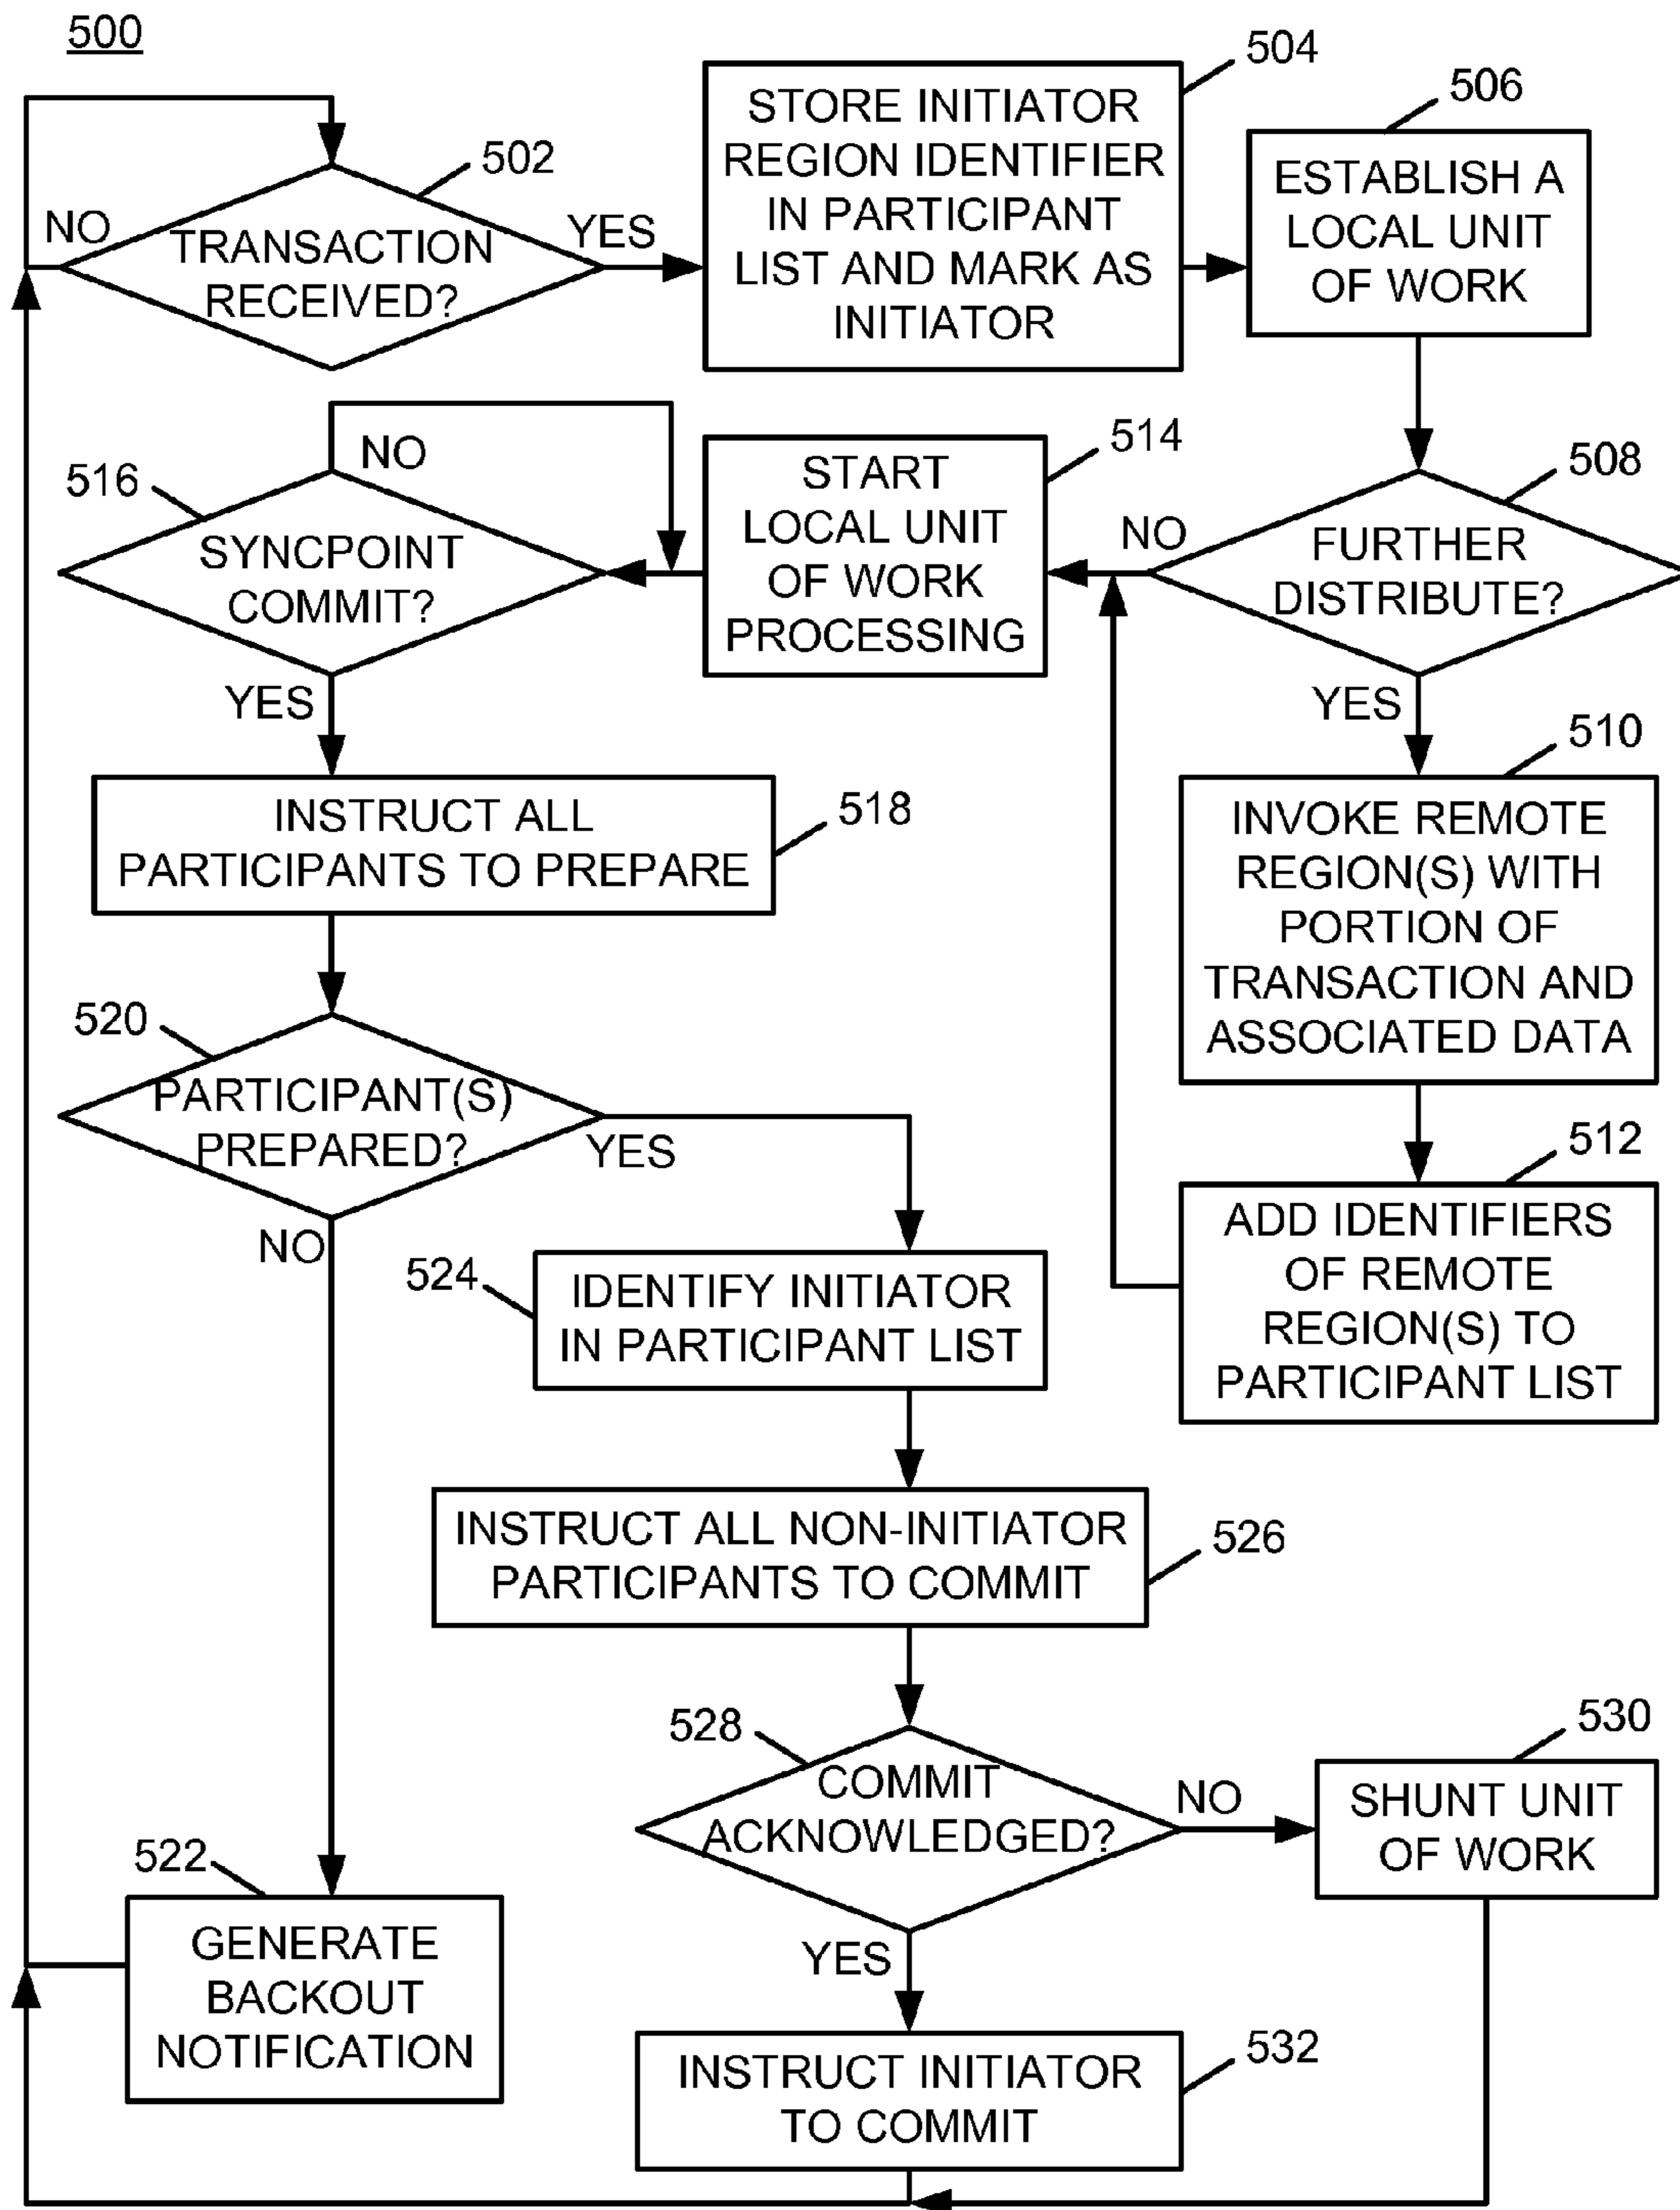 500
502
TRANSACTION
RECEIVED?
NO
YES
504
STORE INITIATOR
REGION IDENTIFIER
IN PARTICIPANT
LIST AND MARK AS
INITIATOR
506
ESTABLISH A
LOCAL UNIT
OF WORK
508
FURTHER
DISTRIBUTE?
NO
YES
510
INVOKE REMOTE
REGION(S) WITH
PORTION OF
TRANSACTION AND
ASSOCIATED DATA
512
ADD IDENTIFIERS
OF REMOTE
REGION(S) TO
PARTICIPANT LIST
514
START
LOCAL UNIT
OF WORK
PROCESSING
516
SYNCPOINT
COMMIT?
NO
YES
518
INSTRUCT ALL
PARTICIPANTS TO PREPARE
520
PARTICIPANT(S)
PREPARED?
YES
NO
522
GENERATE
BACKOUT
NOTIFICATION
524
IDENTIFY INITIATOR
IN PARTICIPANT LIST
526
INSTRUCT ALL NON-INITIATOR
PARTICIPANTS TO COMMIT
528
COMMIT
ACKNOWLEDGED?
NO
YES
530
SHUNT UNIT
OF WORK
532
INSTRUCT INITIATOR
TO COMMIT